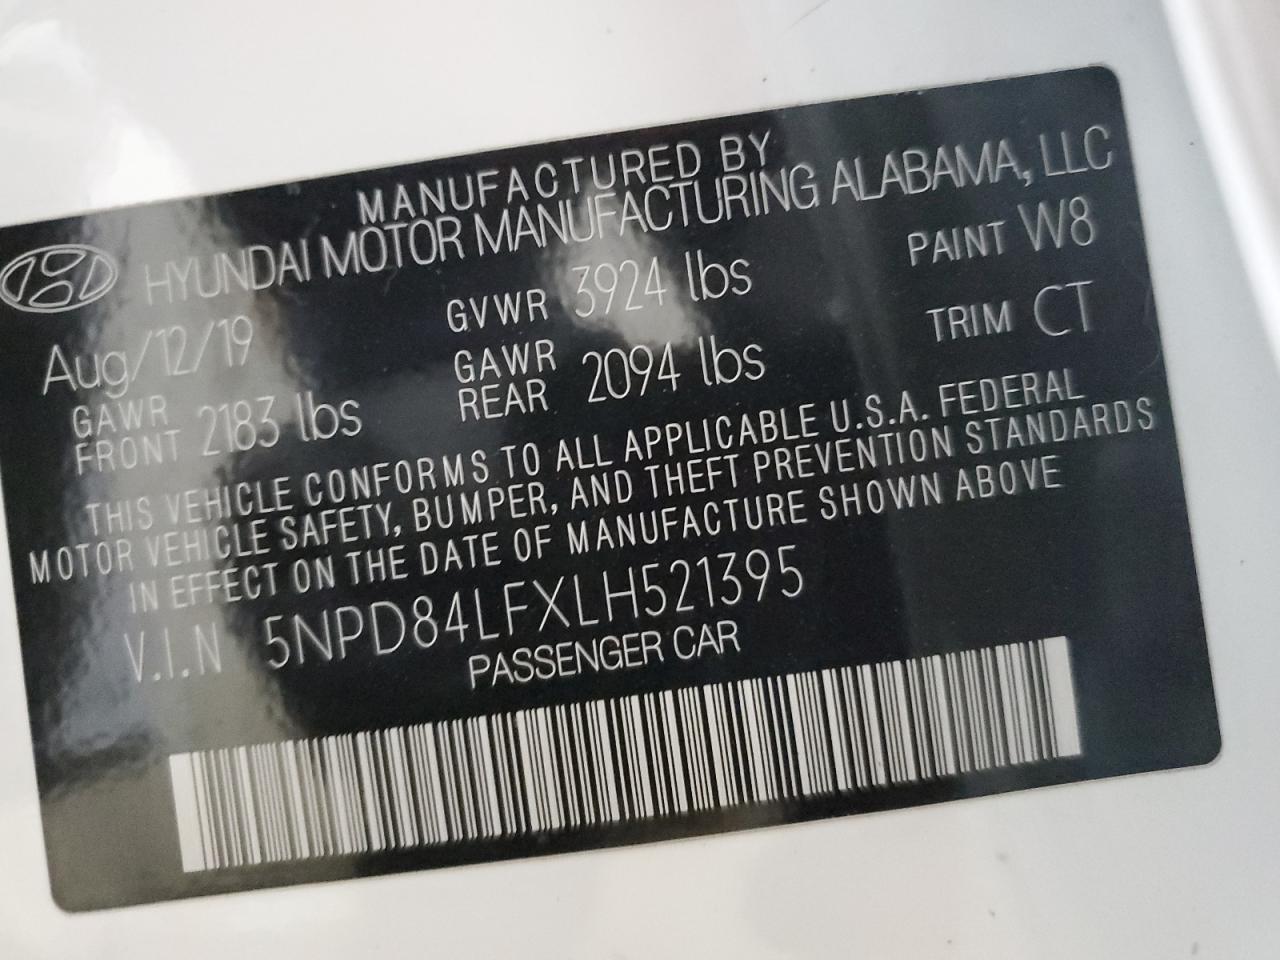 MANUFACTURED BY
HYUNDAI MOTOR MANUFACTURING ALABAMA, LLC
Aug/12/19 GVWR 3924 lbs PAINT W8
GAWR FRONT 2183 lbs GAWR REAR 2094 lbs TRIM CT
THIS VEHICLE CONFORMS TO ALL APPLICABLE U.S.A. FEDERAL
MOTOR VEHICLE SAFETY, BUMPER, AND THEFT PREVENTION STANDARDS
IN EFFECT ON THE DATE OF MANUFACTURE SHOWN ABOVE
V.I.N 5NPD84LFXLH521395
PASSENGER CAR